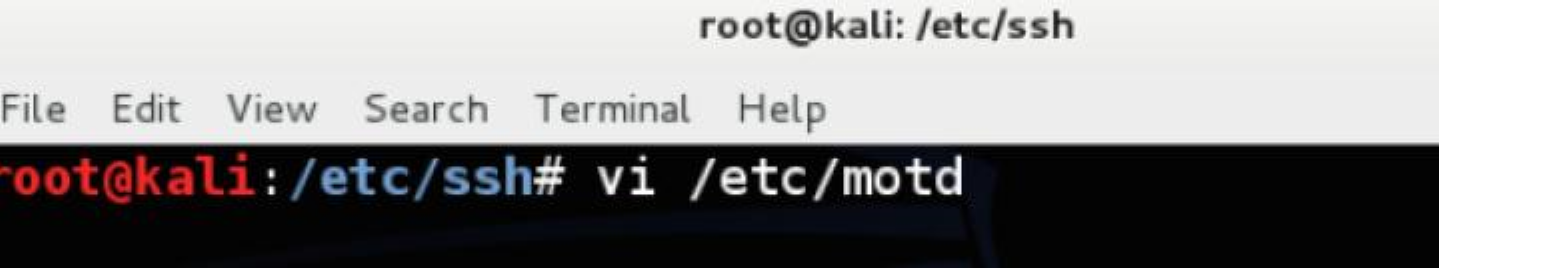 root@kali: /etc/ssh
File Edit View Search Terminal Help
root@kali:/etc/ssh# vi /etc/motd